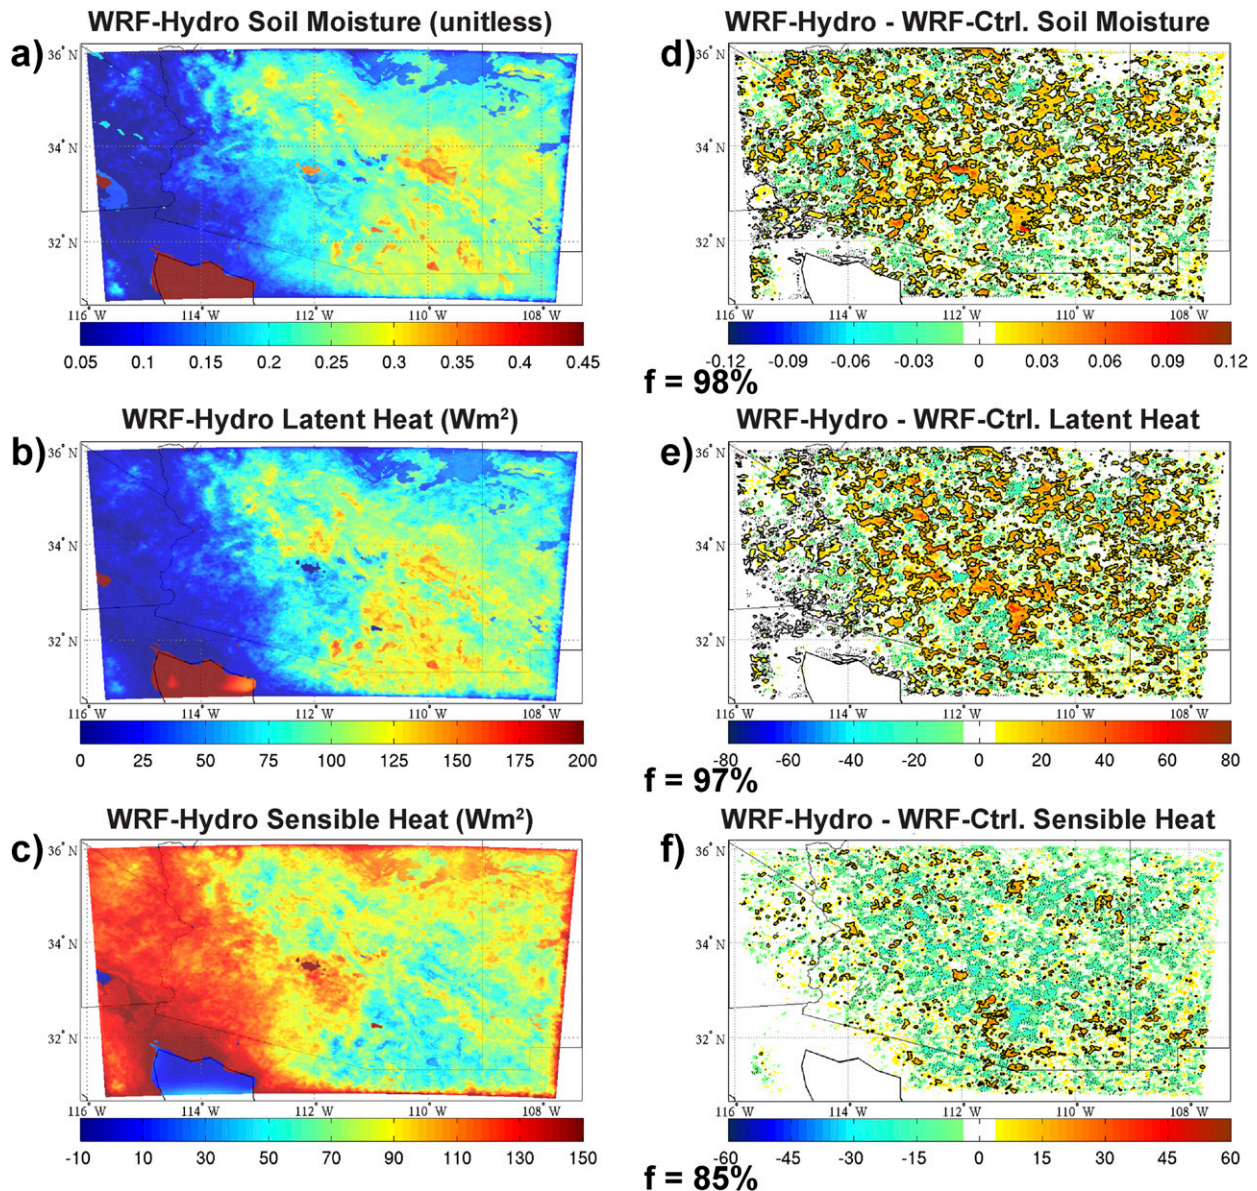 WRF-Hydro Soil Moisture (unitless)
a)
36° N
34° N
32° N
116° 114° 112° W 110° W 108° W
0.05 0.1 0.15 0.2 0.25 0.3 0.35 0.4 0.45
WRF-Hydro - WRF-Ctrl. Soil Moisture
d)
36° N
34° N
32° N
116° 114° W 112° W 110° W 108° W
-0.12 -0.09 -0.06 -0.03 0 0.03 0.06 0.09 0.12
f = 98%
WRF-Hydro Latent Heat (Wm²)
b)
36° N
34° N
32° N
116° W 114° W 112° W 110° W 108° W
0 25 50 75 100 125 150 175 200
WRF-Hydro - WRF-Ctrl. Latent Heat
e)
36° N
34° N
32° N
116° W 114° W 112° W 110° W 108° W
-80 -60 -40 -20 0 20 40 60 80
f = 97%
WRF-Hydro Sensible Heat (Wm²)
c)
36° N
34° N
32° N
116° W 114° W 112° W 110° W 108° W
-10 10 30 50 70 90 110 130 150
WRF-Hydro - WRF-Ctrl. Sensible Heat
f)
36° N
34° N
32° N
116° W 114° W 112° W 110° W 108° W
-60 -45 -30 -15 0 15 30 45 60
f = 85%